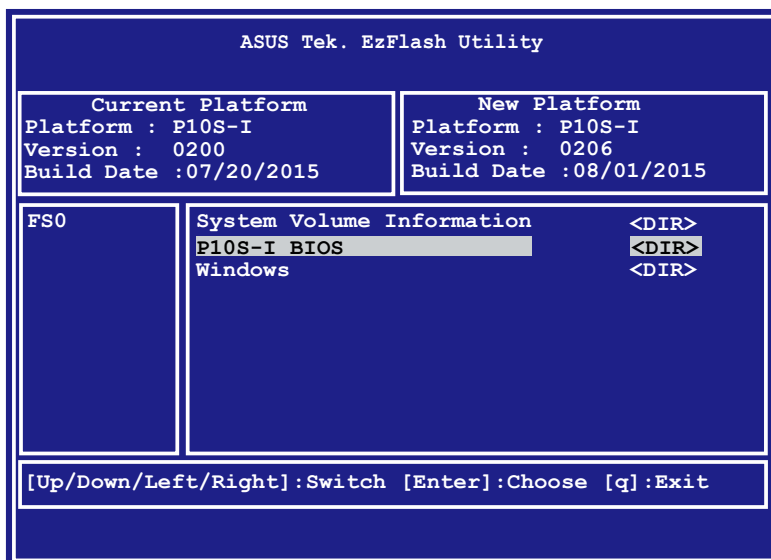 ASUS Tek. EzFlash Utility
Current Platform
Platform : P10S-I
Version : 0200
Build Date :07/20/2015
New Platform
Platform : P10S-I
Version : 0206
Build Date :08/01/2015
FS0
System Volume Information <DIR>
P10S-I BIOS <DIR>
Windows <DIR>
[Up/Down/Left/Right]:Switch [Enter]:Choose [q]:Exit